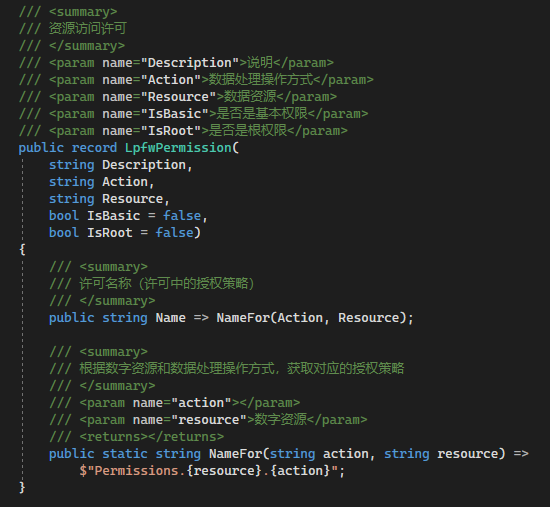 /// <summary>
/// 资源访问许可
/// </summary>
/// <param name="Description">说明</param>
/// <param name="Action">数据处理操作方式</param>
/// <param name="Resource">数据资源</param>
/// <param name="IsBasic">是否是基本权限</param>
/// <param name="IsRoot">是否是根权限</param>
public record LpfwPermission(
    string Description,
    string Action,
    string Resource,
    bool IsBasic = false,
    bool IsRoot = false)
{
    /// <summary>
    /// 许可名称（许可中的授权策略）
    /// </summary>
    public string Name => NameFor(Action, Resource);

    /// <summary>
    /// 根据数字资源和数据处理操作方式，获取对应的授权策略
    /// </summary>
    /// <param name="action"></param>
    /// <param name="resource">数字资源</param>
    /// <returns></returns>
    public static string NameFor(string action, string resource) =>
        $"Permissions.{resource}.{action}";
}